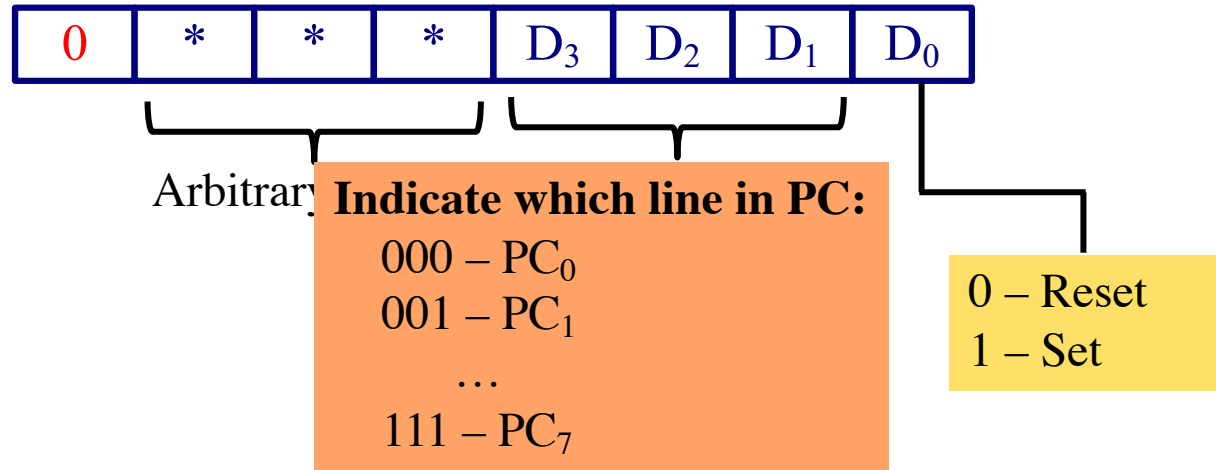 0 * * * D₃ D₂ D₁ D₀
Arbitrary
Indicate which line in PC:
000 – PC₀
001 – PC₁
…
111 – PC₇
0 – Reset
1 – Set